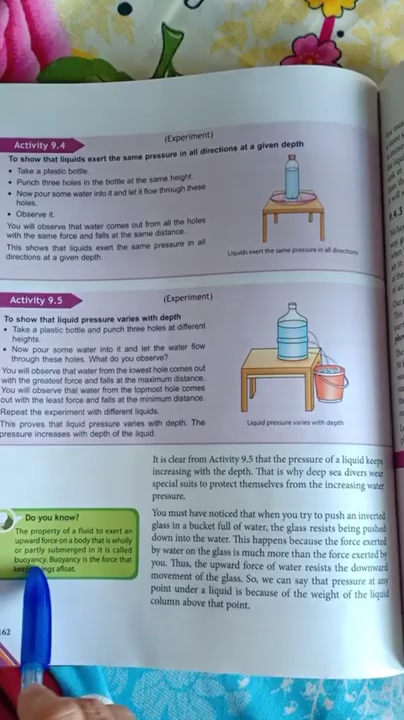 Activity 9.4
(Experiment)
To show that liquids exert the same pressure in all directions at a given depth
• Take a plastic bottle.
• Punch three holes in the bottle at the same height.
• Now pour some water into it and let it flow through these
holes.
• Observe it.
You will observe that water comes out from all the holes
with the same force and falls at the same distance.
This shows that liquids exert the same pressure in all
directions at a given depth.
Liquids exert the same pressure in all directions
Activity 9.5
(Experiment)
To show that liquid pressure varies with depth
• Take a plastic bottle and punch three holes at different
heights.
• Now pour some water into it and let the water flow
through these holes. What do you observe?
You will observe that water from the lowest hole comes out
with the greatest force and falls at the maximum distance.
You will observe that water from the topmost hole comes
out with the least force and falls at the minimum distance.
Repeat the experiment with different liquids.
This proves that liquid pressure varies with depth. The
pressure increases with depth of the liquid.
Liquid pressure varies with depth
It is clear from Activity 9.5 that the pressure of a liquid keeps
increasing with the depth. That is why deep sea divers wear
special suits to protect themselves from the increasing water
pressure.
Do you know?
The property of a fluid to exert an
upward force on a body that is wholly
or partly submerged in it is called
buoyancy. Buoyancy is the force that
afloat.
You must have noticed that when you try to push an inverted
glass in a bucket full of water, the glass resists being pushed
down into the water. This happens because the force exerted
by water on the glass is much more than the force exerted by
you. Thus, the upward force of water resists the downward
movement of the glass. So, we can say that pressure at any
point under a liquid is because of the weight of the liquid
column above that point.
162